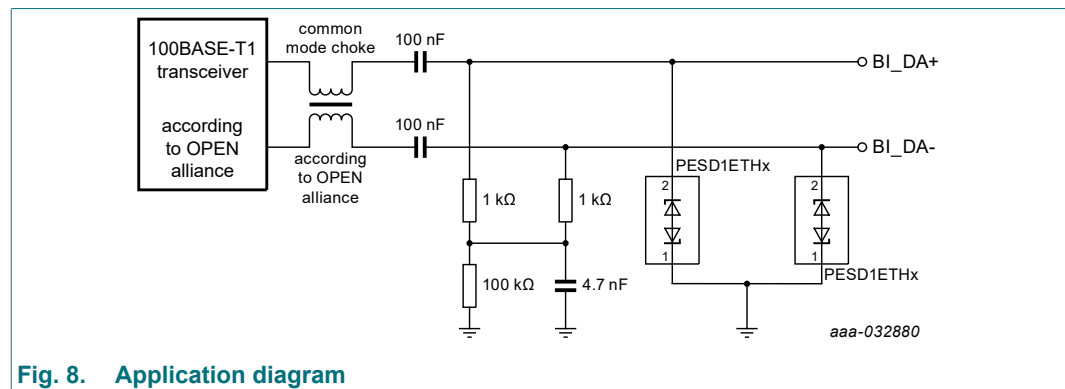 100BASE-T1
transceiver
according
to OPEN
alliance
common
mode choke
according
to OPEN
alliance
100 nF
100 nF
BI_DA+
BI_DA-
1 kΩ
1 kΩ
100 kΩ
4.7 nF
PESD1ETHx
2
1
2
1
PESD1ETHx
aaa-032880
Fig. 8. Application diagram